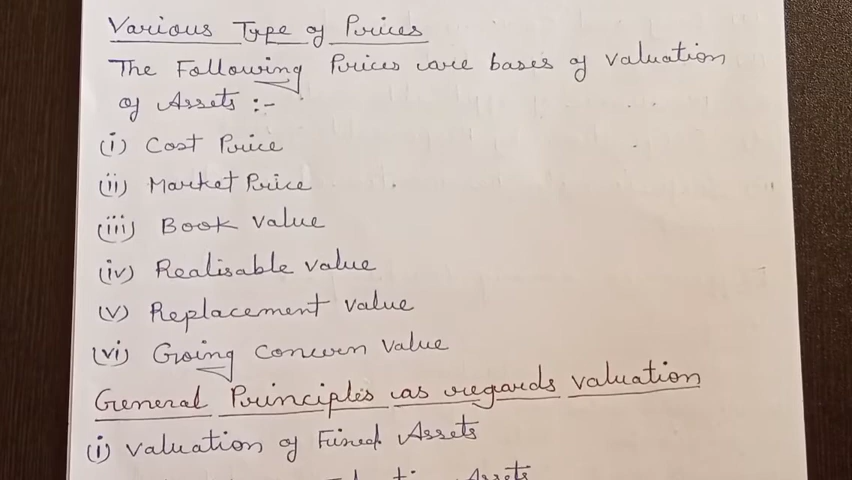 Various Type of Prices
The Following Prices are bases of valuation
of Assets :-
(i) Cost Price
(ii) Market Price
(iii) Book value
(iv) Realisable value
(v) Replacement value
(vi) Going Concern Value
General Principles as regards valuation
(i) Valuation of Fixed Assets
Assets